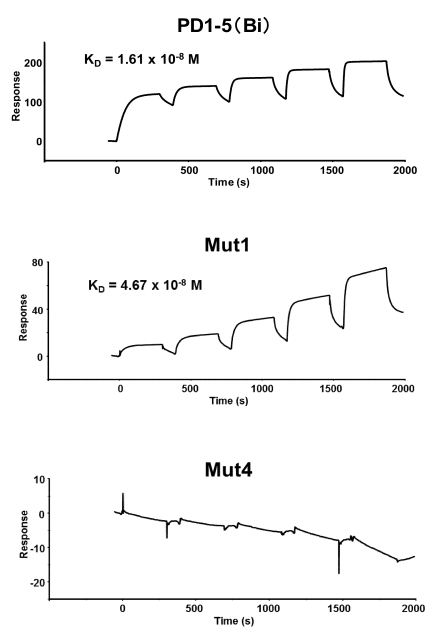 PD1-5(Bi)
K_D = 1.61 x 10⁻⁸ M
Response
200
100
0
0 500 1000 1500 2000
Time (s)
Mut1
K_D = 4.67 x 10⁻⁸ M
Response
80
40
0
0 500 1000 1500 2000
Time (s)
Mut4
Response
10
0
-10
-20
0 500 1000 1500 2000
Time (s)